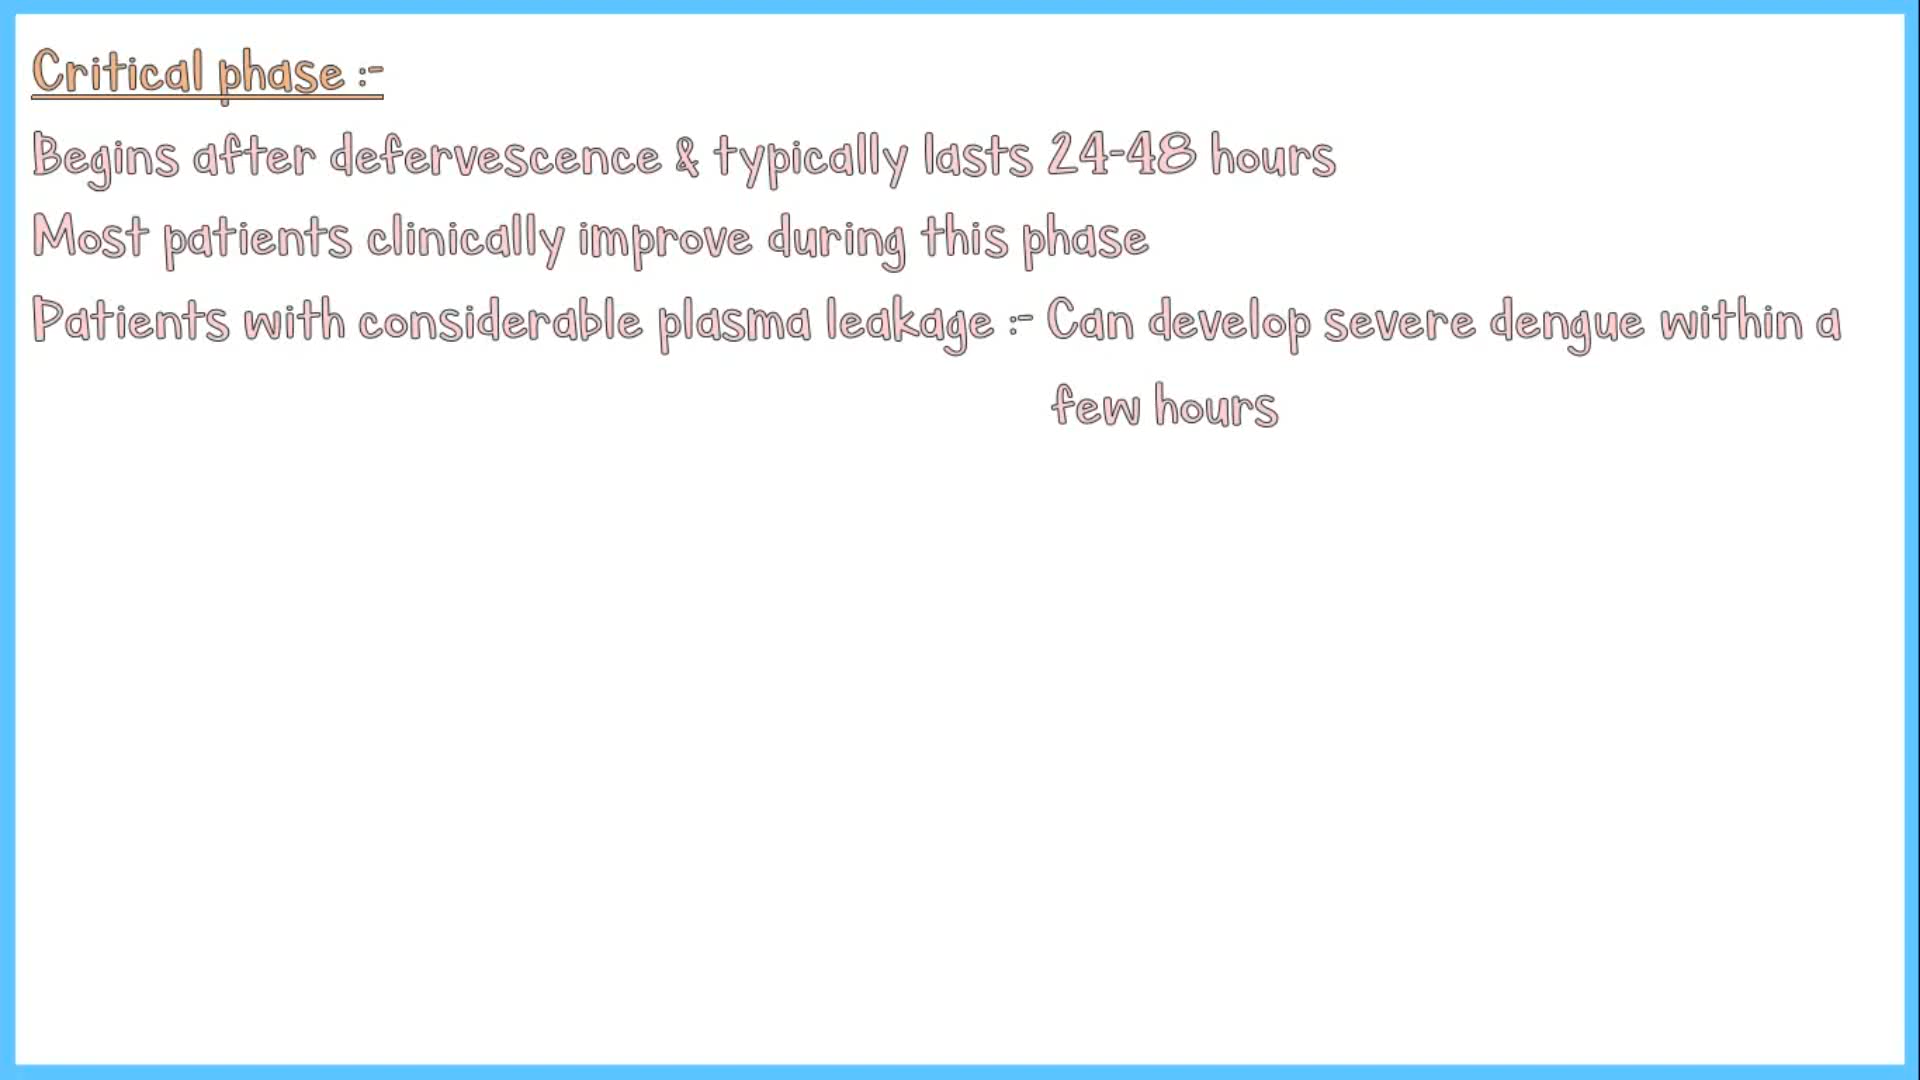 Critical phase :-
Begins after defervescence & typically lasts 24-48 hours
Most patients clinically improve during this phase
Patients with considerable plasma leakage :- Can develop severe dengue within a
few hours